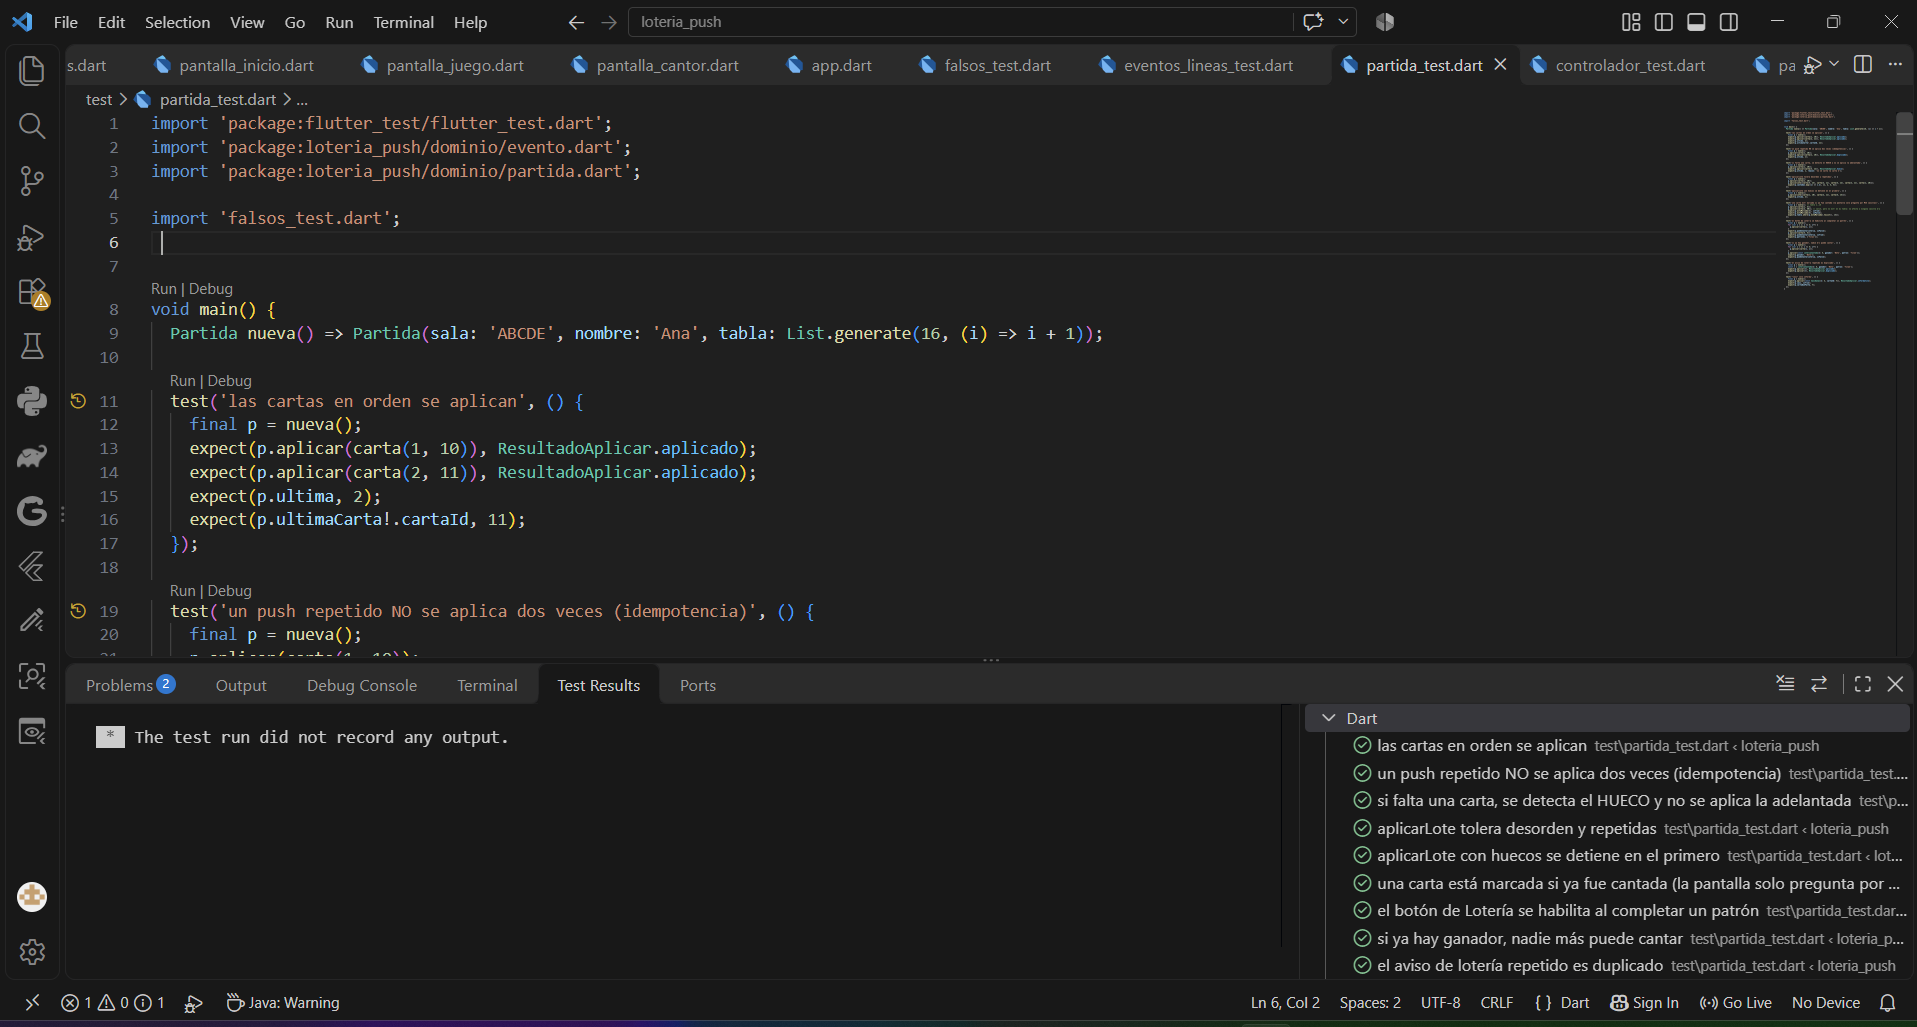 File Edit Selection View Go Run Terminal Help
loteria_push
s.dart pantalla_inicio.dart pantalla_juego.dart pantalla_cantor.dart app.dart falsos_test.dart eventos_lineas_test.dart partida_test.dart controlador_test.dart pa
test > partida_test.dart > ...
1 import 'package:flutter_test/flutter_test.dart';
2 import 'package:loteria_push/dominio/evento.dart';
3 import 'package:loteria_push/dominio/partida.dart';
4
5 import 'falsos_test.dart';
6
7
Run | Debug
8 void main() {
9 Partida nueva() => Partida(sala: 'ABCDE', nombre: 'Ana', tabla: List.generate(16, (i) => i + 1));
10
Run | Debug
11 test('las cartas en orden se aplican', () {
12 final p = nueva();
13 expect(p.aplicar(carta(1, 10)), ResultadoAplicar.aplicado);
14 expect(p.aplicar(carta(2, 11)), ResultadoAplicar.aplicado);
15 expect(p.ultima, 2);
16 expect(p.ultimaCarta!.cartaId, 11);
17 });
18
Run | Debug
19 test('un push repetido NO se aplica dos veces (idempotencia)', () {
20 final p = nueva();
Problems 2 Output Debug Console Terminal Test Results Ports
* The test run did not record any output.
Dart
las cartas en orden se aplican test\partida_test.dart < loteria_push
un push repetido NO se aplica dos veces (idempotencia) test\partida_test....
si falta una carta, se detecta el HUECO y no se aplica la adelantada test\p...
aplicarLote tolera desorden y repetidas test\partida_test.dart < loteria_push
aplicarLote con huecos se detiene en el primero test\partida_test.dart < lot...
una carta está marcada si ya fue cantada (la pantalla solo pregunta por ...
el botón de Lotería se habilita al completar un patrón test\partida_test.dar...
si ya hay ganador, nadie más puede cantar test\partida_test.dart < loteria_p...
el aviso de lotería repetido es duplicado test\partida_test.dart < loteria_push
1 0 1 Java: Warning Ln 6, Col 2 Spaces: 2 UTF-8 CRLF {} Dart Sign In Go Live No Device